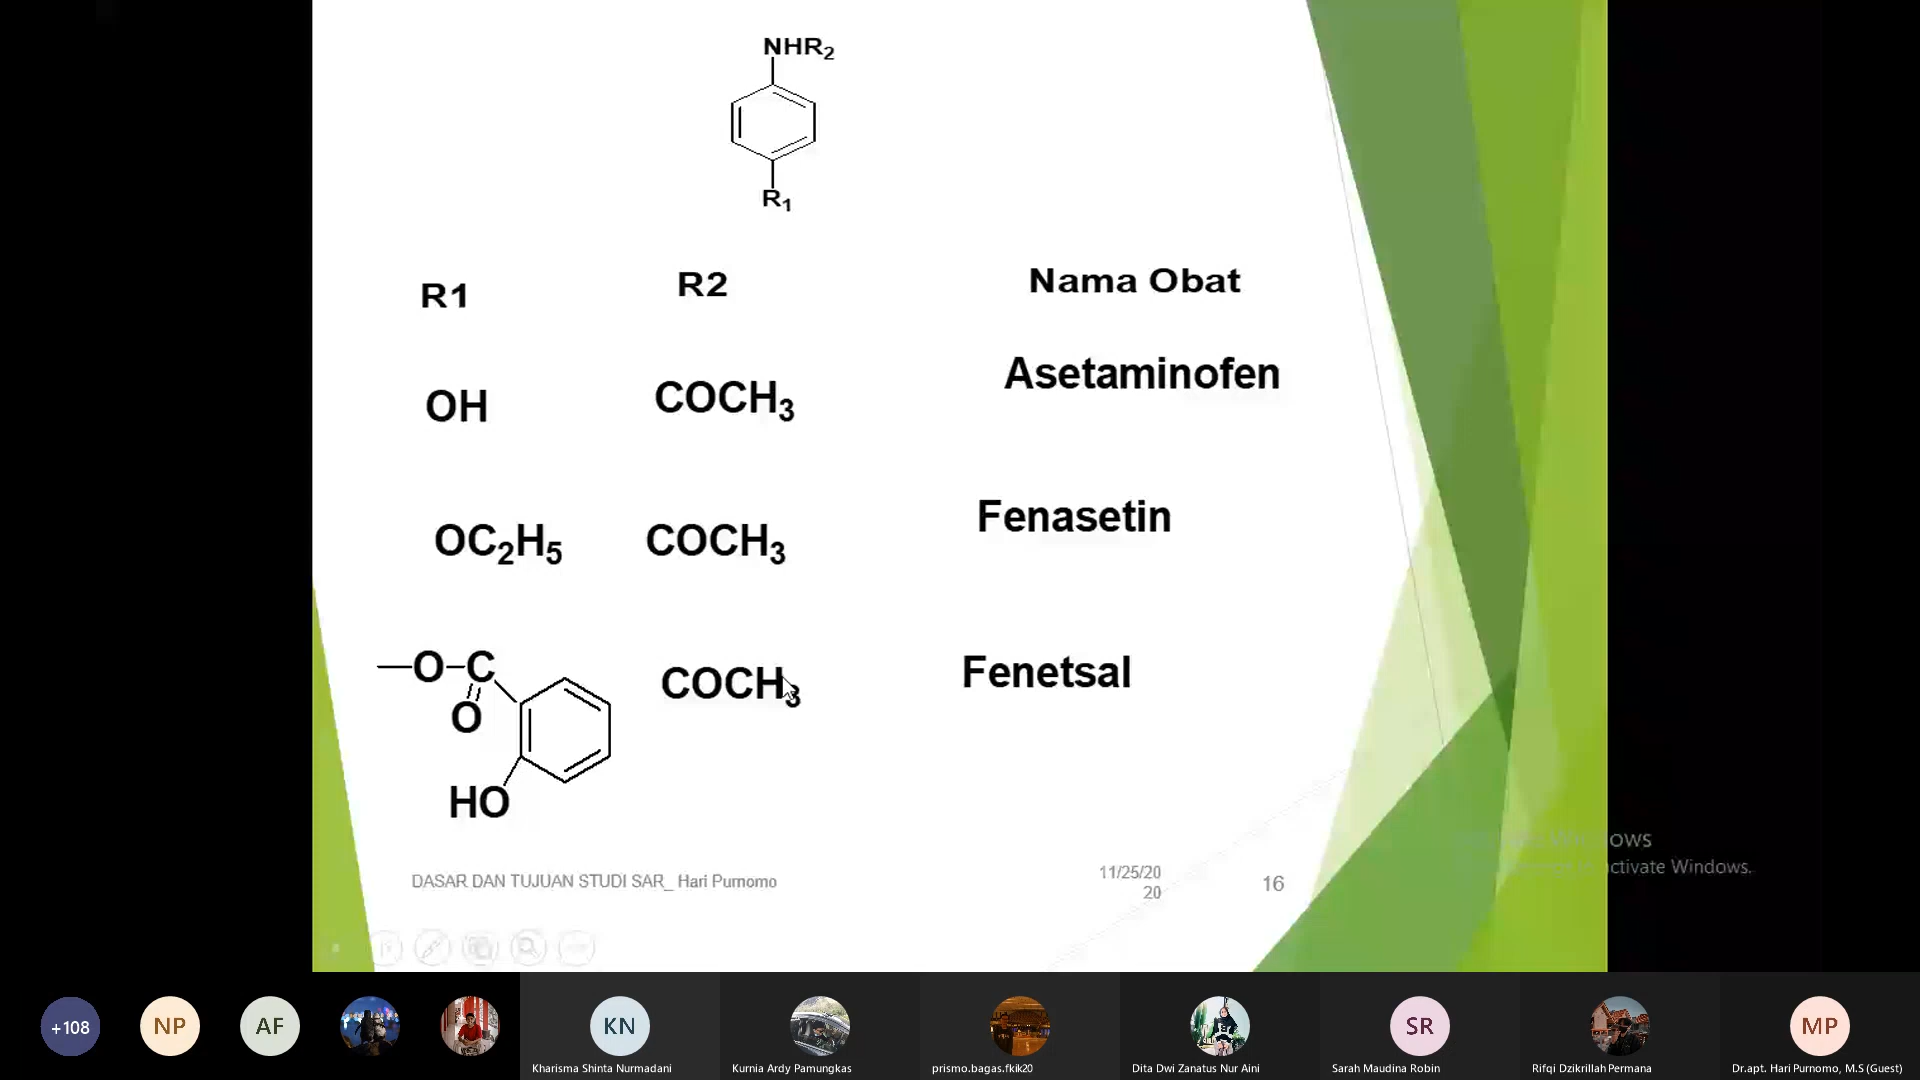 NHR₂
R₁
R1 R2 Nama Obat
OH COCH₃ Asetaminofen
OC₂H₅ COCH₃ Fenasetin
O C
O
HO
COCH₃ Fenetsal
DASAR DAN TUJUAN STUDI SAR_ Hari Purnomo
11/25/20
20
16
ctivate Windows.
+108
NP
AF
KN
SR
MP
Kharisma Shinta Nurmadani
Kurnia Ardy Pamungkas
prismo.bagas.fkik20
Dita Dwi Zanatus Nur Aini
Sarah Maudina Robin
Rifqi Dzikrillah Permana
Dr.apt. Hari Purnomo, M.S (Guest)